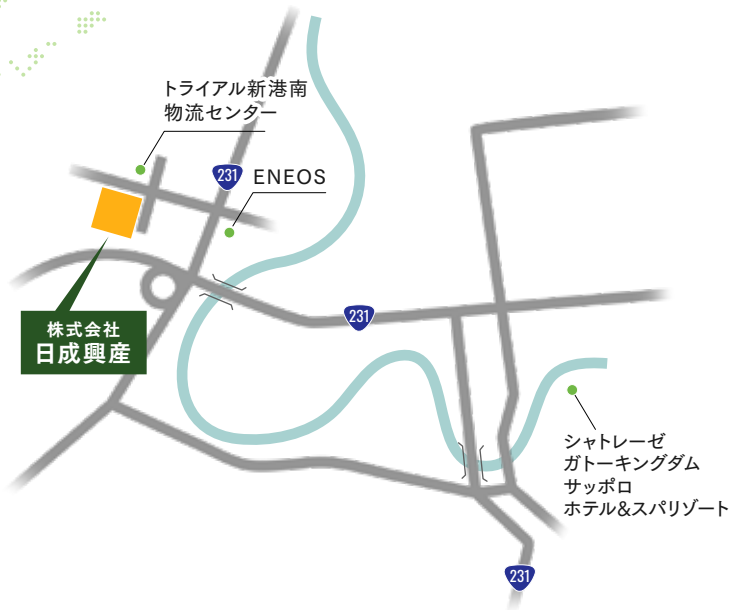 トライアル新港南
物流センター
231
ENEOS
231
株式会社
日成興産
シャトレーゼ
ガトーキングダム
サッポロ
ホテル&スパリゾート
231